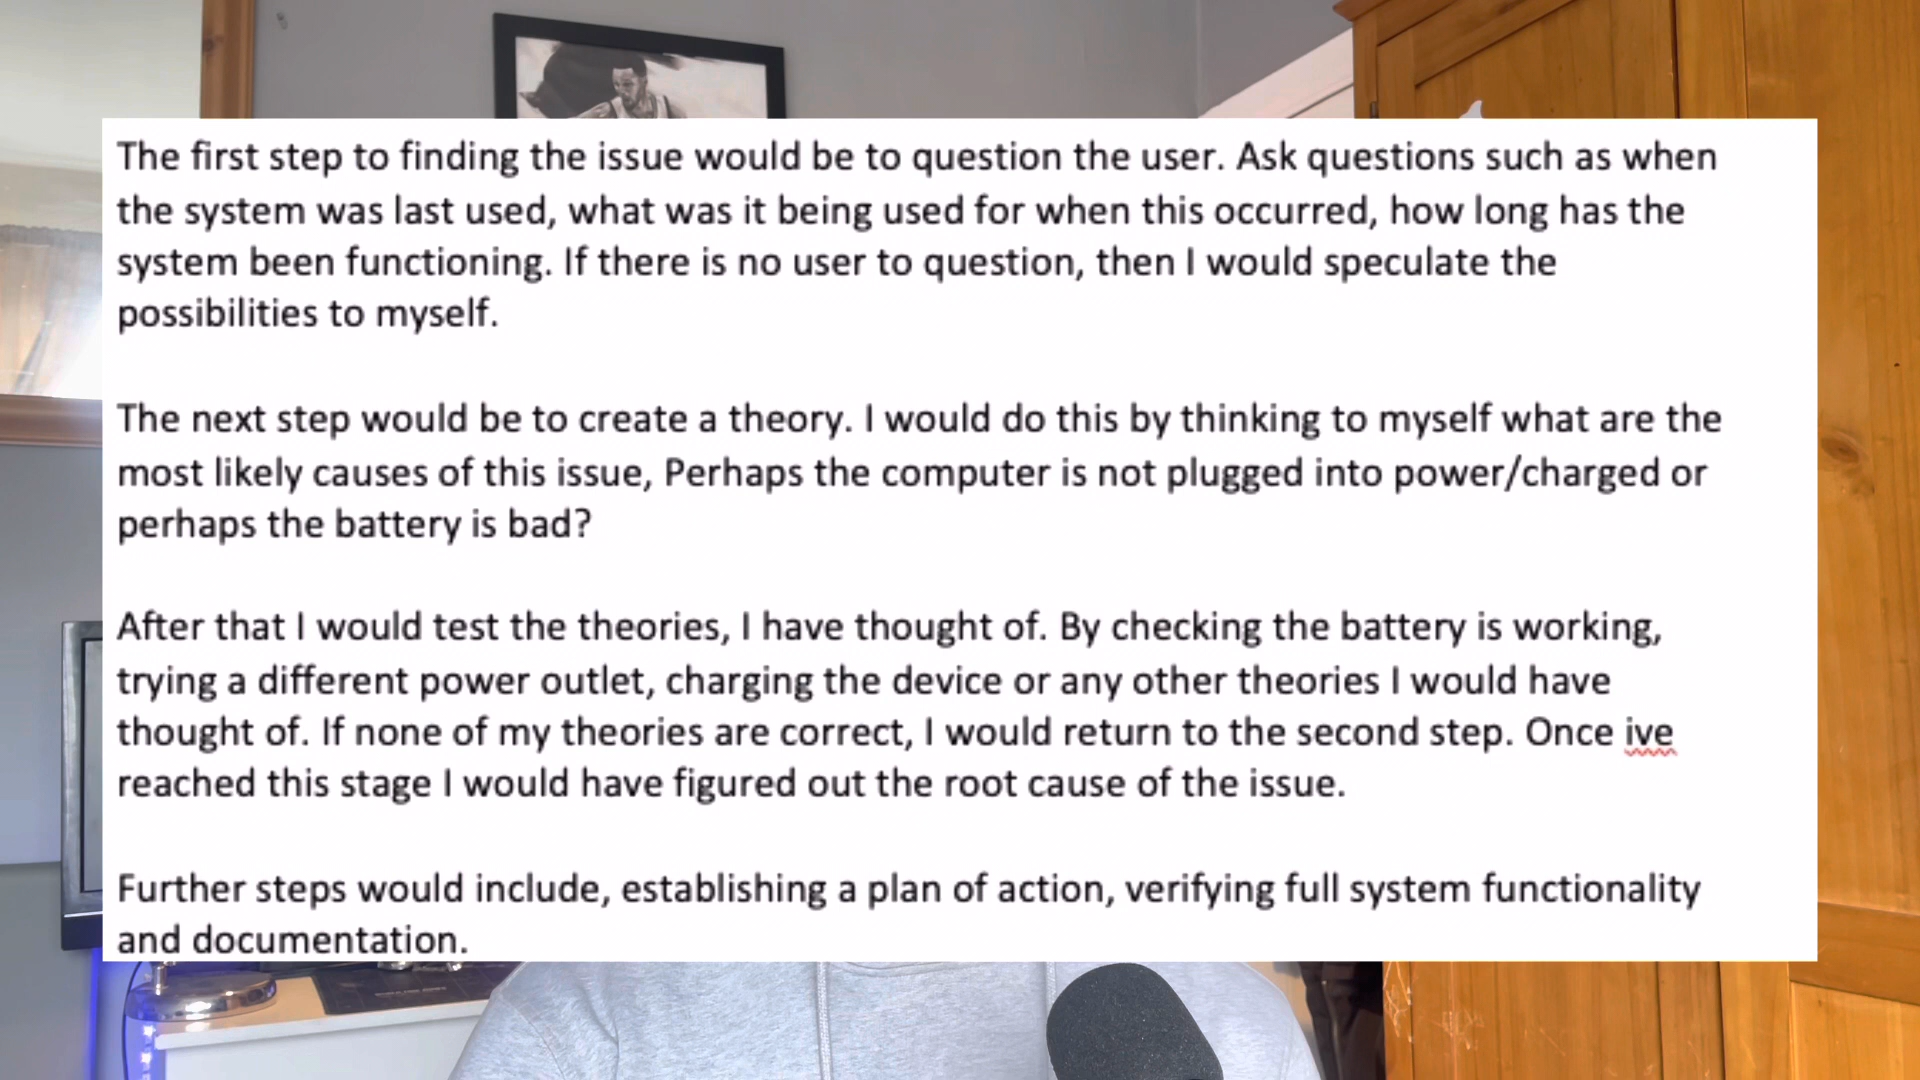 The first step to finding the issue would be to question the user. Ask questions such as when
the system was last used, what was it being used for when this occurred, how long has the
system been functioning. If there is no user to question, then I would speculate the
possibilities to myself.
The next step would be to create a theory. I would do this by thinking to myself what are the
most likely causes of this issue, Perhaps the computer is not plugged into power/charged or
perhaps the battery is bad?
After that I would test the theories, I have thought of. By checking the battery is working,
trying a different power outlet, charging the device or any other theories I would have
thought of. If none of my theories are correct, I would return to the second step. Once ive
reached this stage I would have figured out the root cause of the issue.
Further steps would include, establishing a plan of action, verifying full system functionality
and documentation.